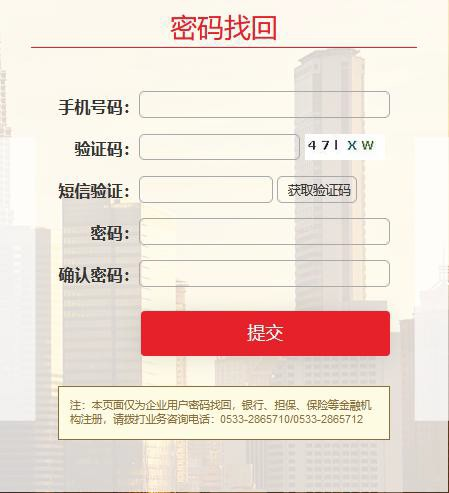 密码找回
手机号码：
验证码：
47lXW
短信验证： 获取验证码
密码：
确认密码：
提交
注：本页面仅为企业用户密码找回，银行、担保、保险等金融机
构注册，请拨打业务咨询电话：0533-2865710/0533-2865712